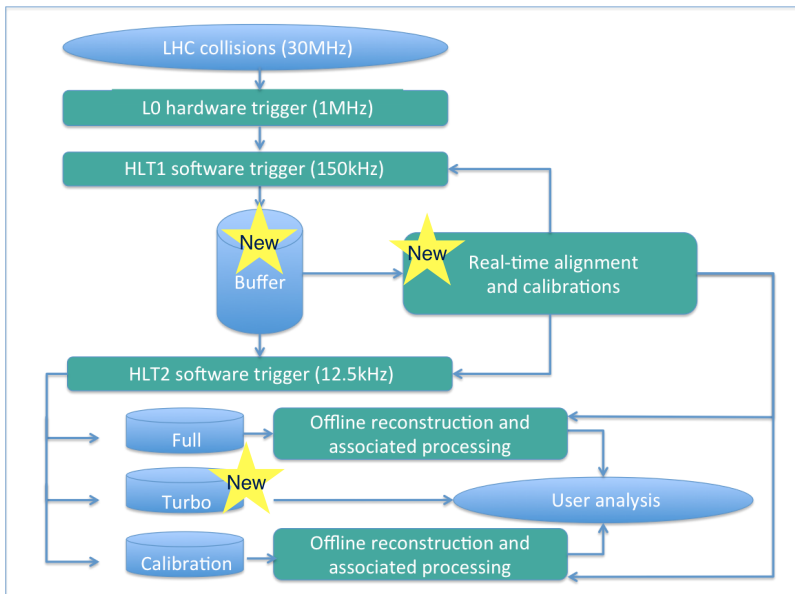 LHC collisions (30MHz)
L0 hardware trigger (1MHz)
HLT1 software trigger (150kHz)
New
Buffer
New
Real-time alignment
and calibrations
HLT2 software trigger (12.5kHz)
Full
Offline reconstruction and
associated processing
New
Turbo
User analysis
Calibration
Offline reconstruction and
associated processing